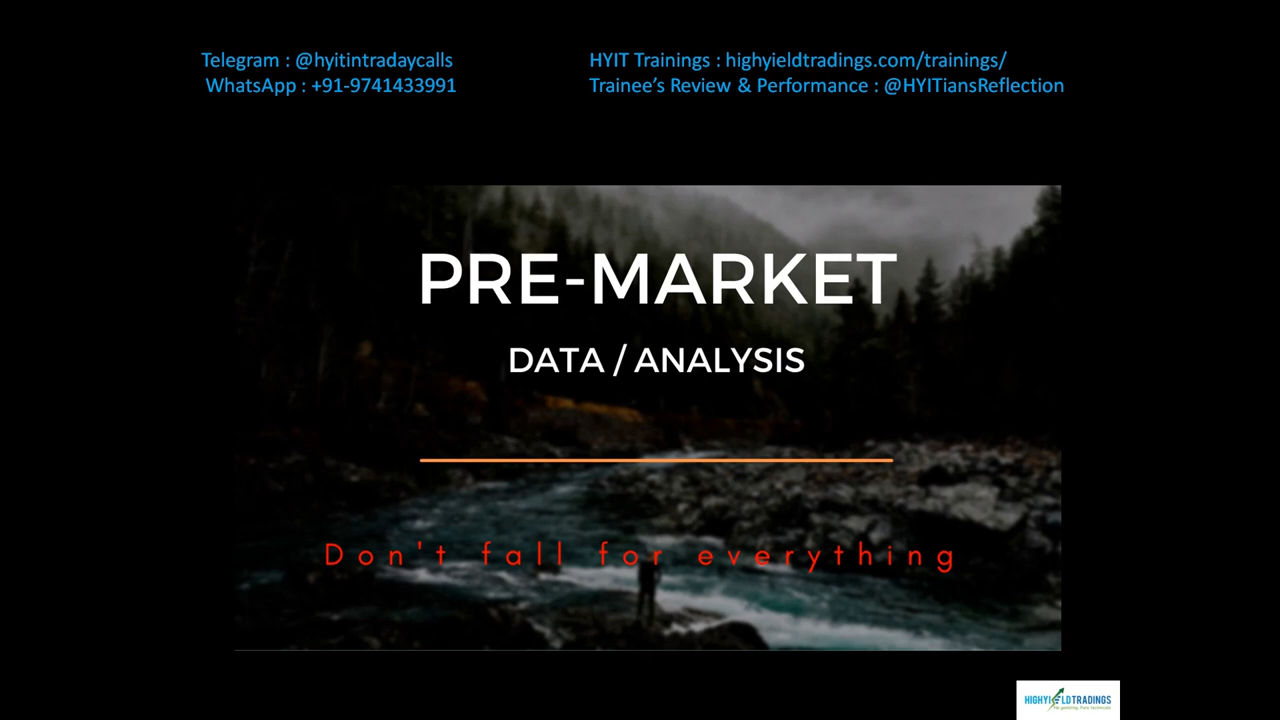 Telegram : @hyitintradaycalls
WhatsApp : +91-9741433991
HYIT Trainings : highyieldtradings.com/trainings/
Trainee’s Review & Performance : @HYITiansReflection
PRE-MARKET
DATA / ANALYSIS
Don't fall for everything
HIGHYIELDTRADINGS